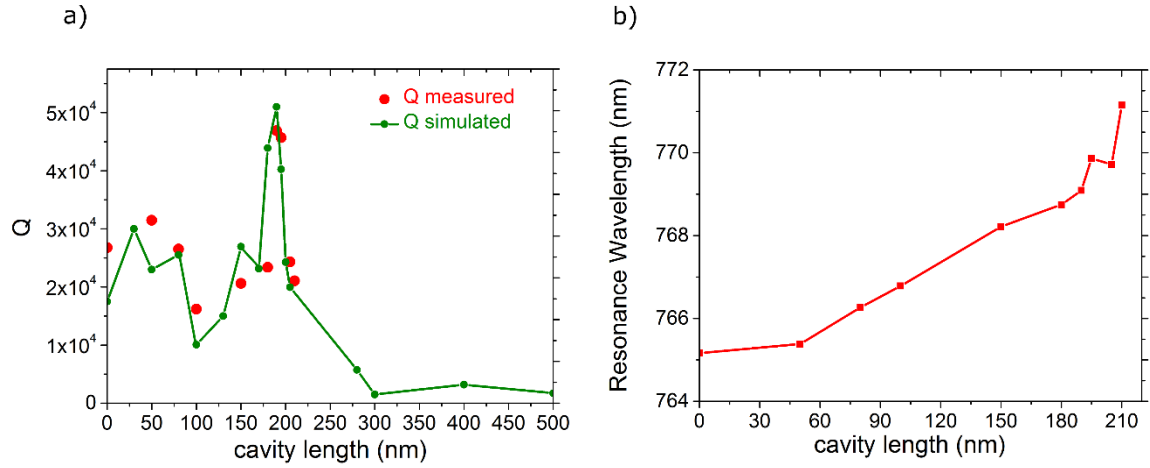 a)
Q
5x10⁴
4x10⁴
3x10⁴
2x10⁴
1x10⁴
0
0 50 100 150 200 250 300 350 400 450 500
cavity length (nm)
Q measured
Q simulated
b)
Resonance Wavelength (nm)
772
770
768
766
764
0 30 60 90 120 150 180 210
cavity length (nm)